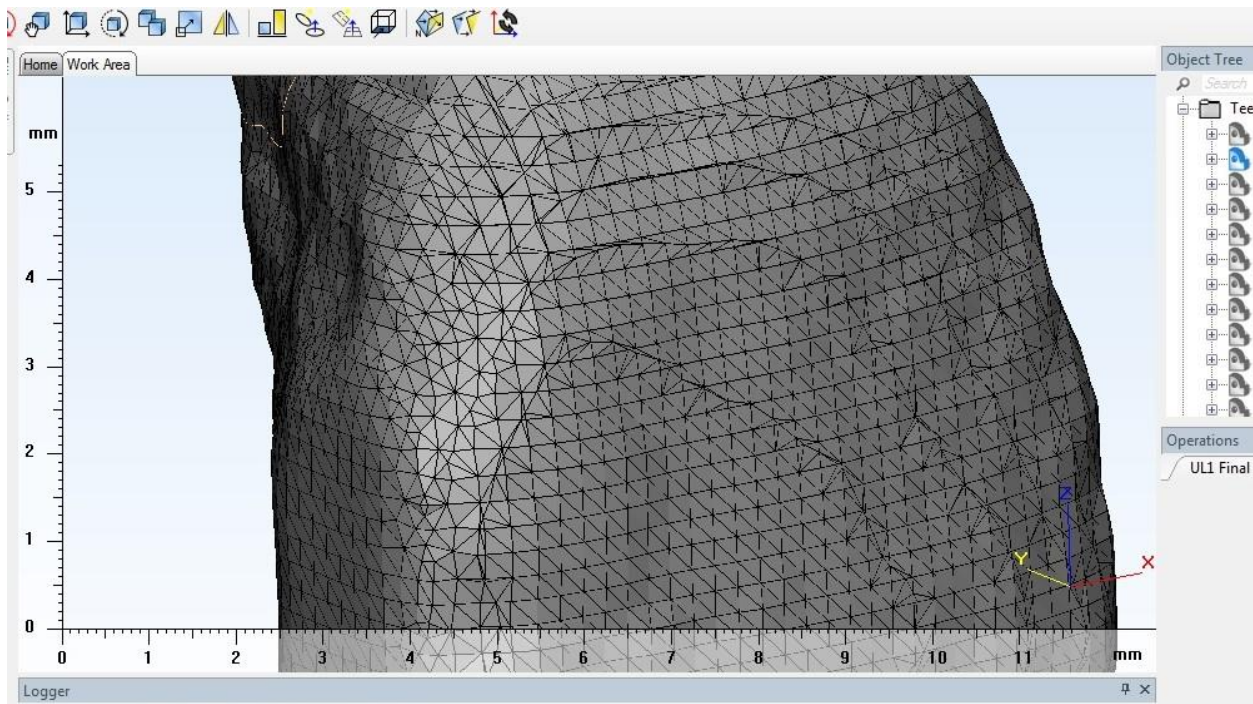 Home Work Area
Object Tree
Search
Tee
mm
5
4
3
2
1
0
0 1 2 3 4 5 6 7 8 9 10 11 mm
Z
Y
X
N
Operations
UL1 Final
Logger